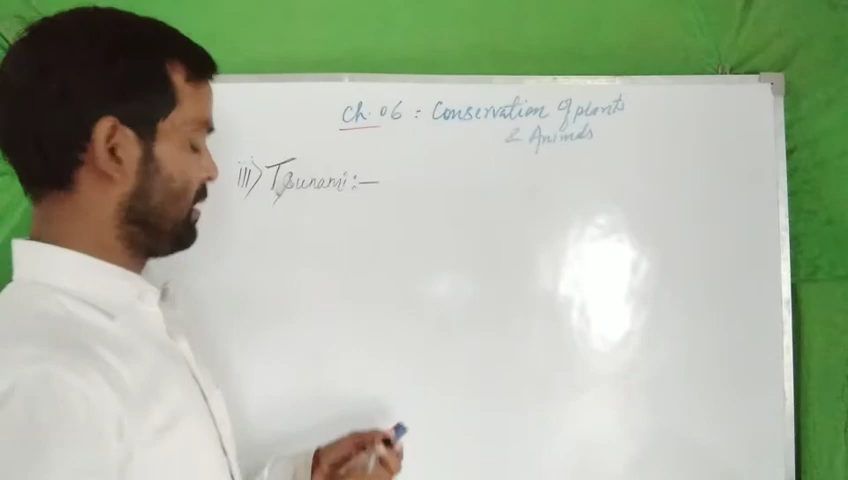 Ch. 06 : Conservation of plants
& Animals
iii) Tsunami :-